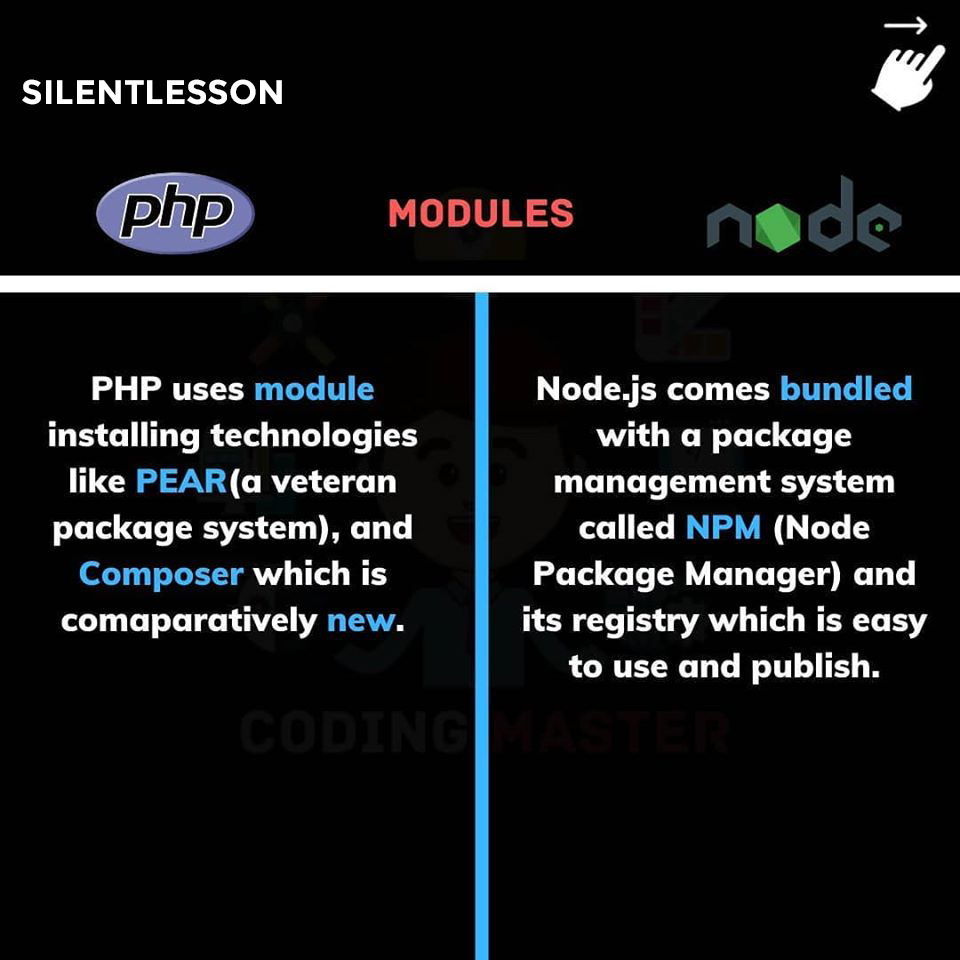 SILENTLESSON
php
MODULES
node
PHP uses module
installing technologies
like PEAR(a veteran
package system), and
Composer which is
comaparatively new.
Node.js comes bundled
with a package
management system
called NPM (Node
Package Manager) and
its registry which is easy
to use and publish.
CODING MASTER